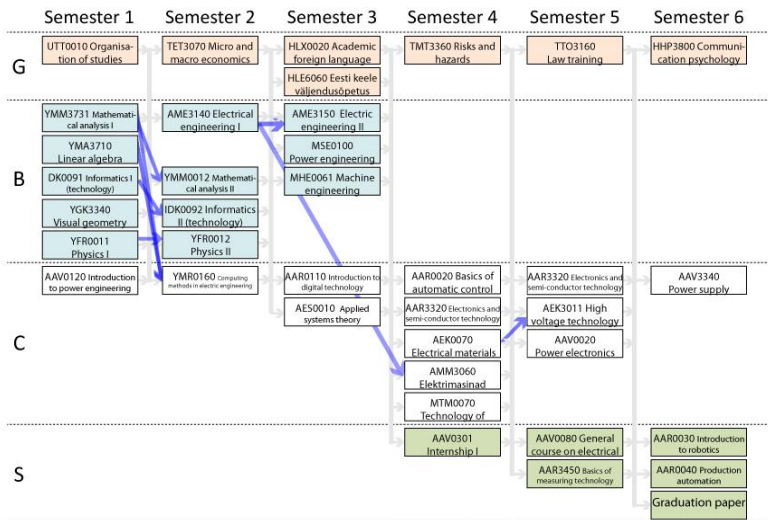 Semester 1 Semester 2 Semester 3 Semester 4 Semester 5 Semester 6
G
UTT0010 Organisa-
tion of studies
TET3070 Micro and
macro economics
HLX0020 Academic
foreign language
HLE6060 Eesti keele
väljendusõpetus
TMT3360 Risks and
hazards
TTO3160
Law training
HHP3800 Communi-
cation psychology
B
YMM3731 Mathemati-
cal analysis I
YMA3710
Linear algebra
DK0091 Informatics I
(technology)
YGK3340
Visual geometry
YFR0011
Physics I
AME3140 Electrical
engineering I
YMM0012 Mathemat-
ical analysis II
IDK0092 Informatics
II (technology)
YFR0012
Physics II
AME3150 Electric
engineering II
MSE0100
Power engineering
MHE0061 Machine
engineering
C
AAV0120 Introduction
to power engineering
YMR0160 Computing
methods in electric engineering
AAR0110 Introduction to
digital technology
AES0010 Applied
systems theory
AAR0020 Basics of
automatic control
AAR3320 Electronics and
semi-conductor technology
AEK0070
Electrical materials
AMM3060
Elektrimasinad
MTM0070
Technology of
AAR3320 Electronics and
semi-conductor technology
AEK3011 High
voltage technology
AAV0020
Power electronics
AAV3340
Power supply
S
AAV0301
Internship I
AAV0080 General
course on electrical
AAR3450 Basics of
measuring technology
AAR0030 Introduction
to robotics
AAR0040 Production
automation
Graduation paper